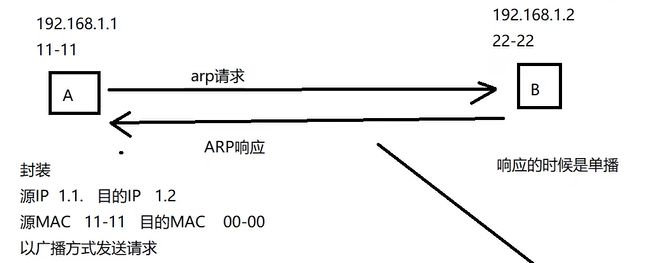 192.168.1.1
11-11
A
arp请求
ARP响应
192.168.1.2
22-22
B
响应的时候是单播
封装
源IP 1.1. 目的IP 1.2
源MAC 11-11 目的MAC 00-00
以广播方式发送请求